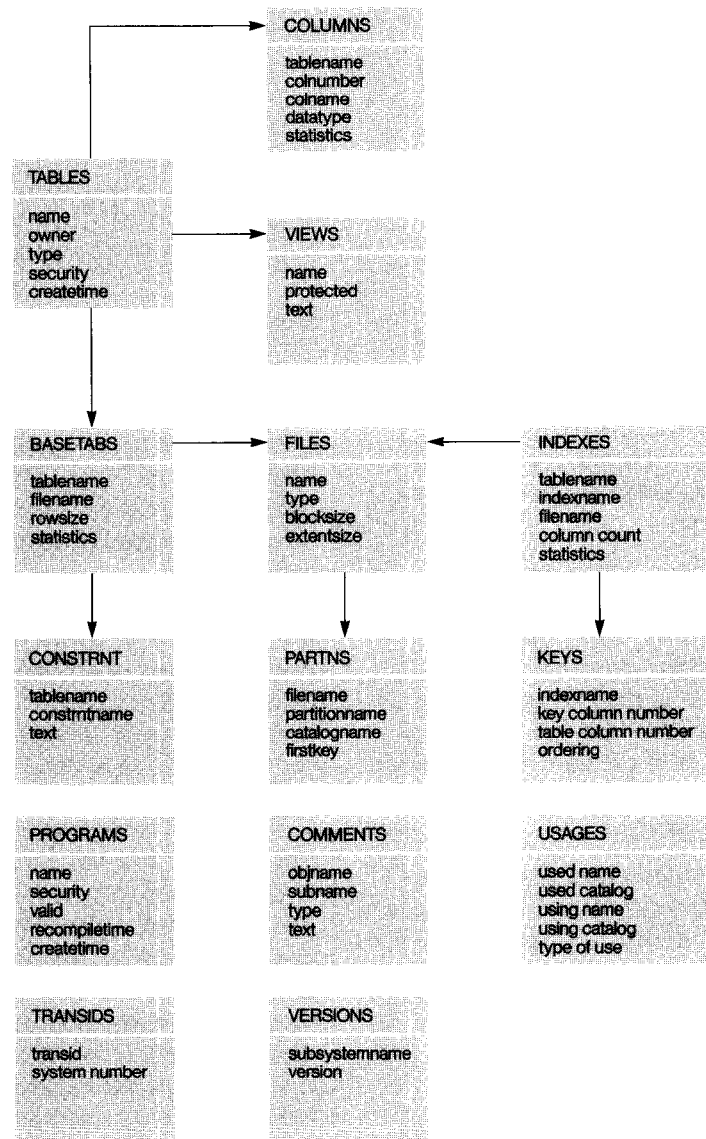 COLUMNS
tablename
colnumber
colname
datatype
statistics
TABLES
name
owner
type
security
createtime
VIEWS
name
protected
text
BASETABS
tablename
filename
rowsize
statistics
FILES
name
type
blocksize
extentsize
INDEXES
tablename
indexname
filename
column count
statistics
CONSTRNT
tablename
constrntname
text
PARTNS
filename
partitionname
catalogname
firstkey
KEYS
indexname
key column number
table column number
ordering
PROGRAMS
name
security
valid
recompiletime
createtime
COMMENTS
objname
subname
type
text
USAGES
used name
used catalog
using name
using catalog
type of use
TRANSIDS
transid
system number
VERSIONS
subsystemname
version